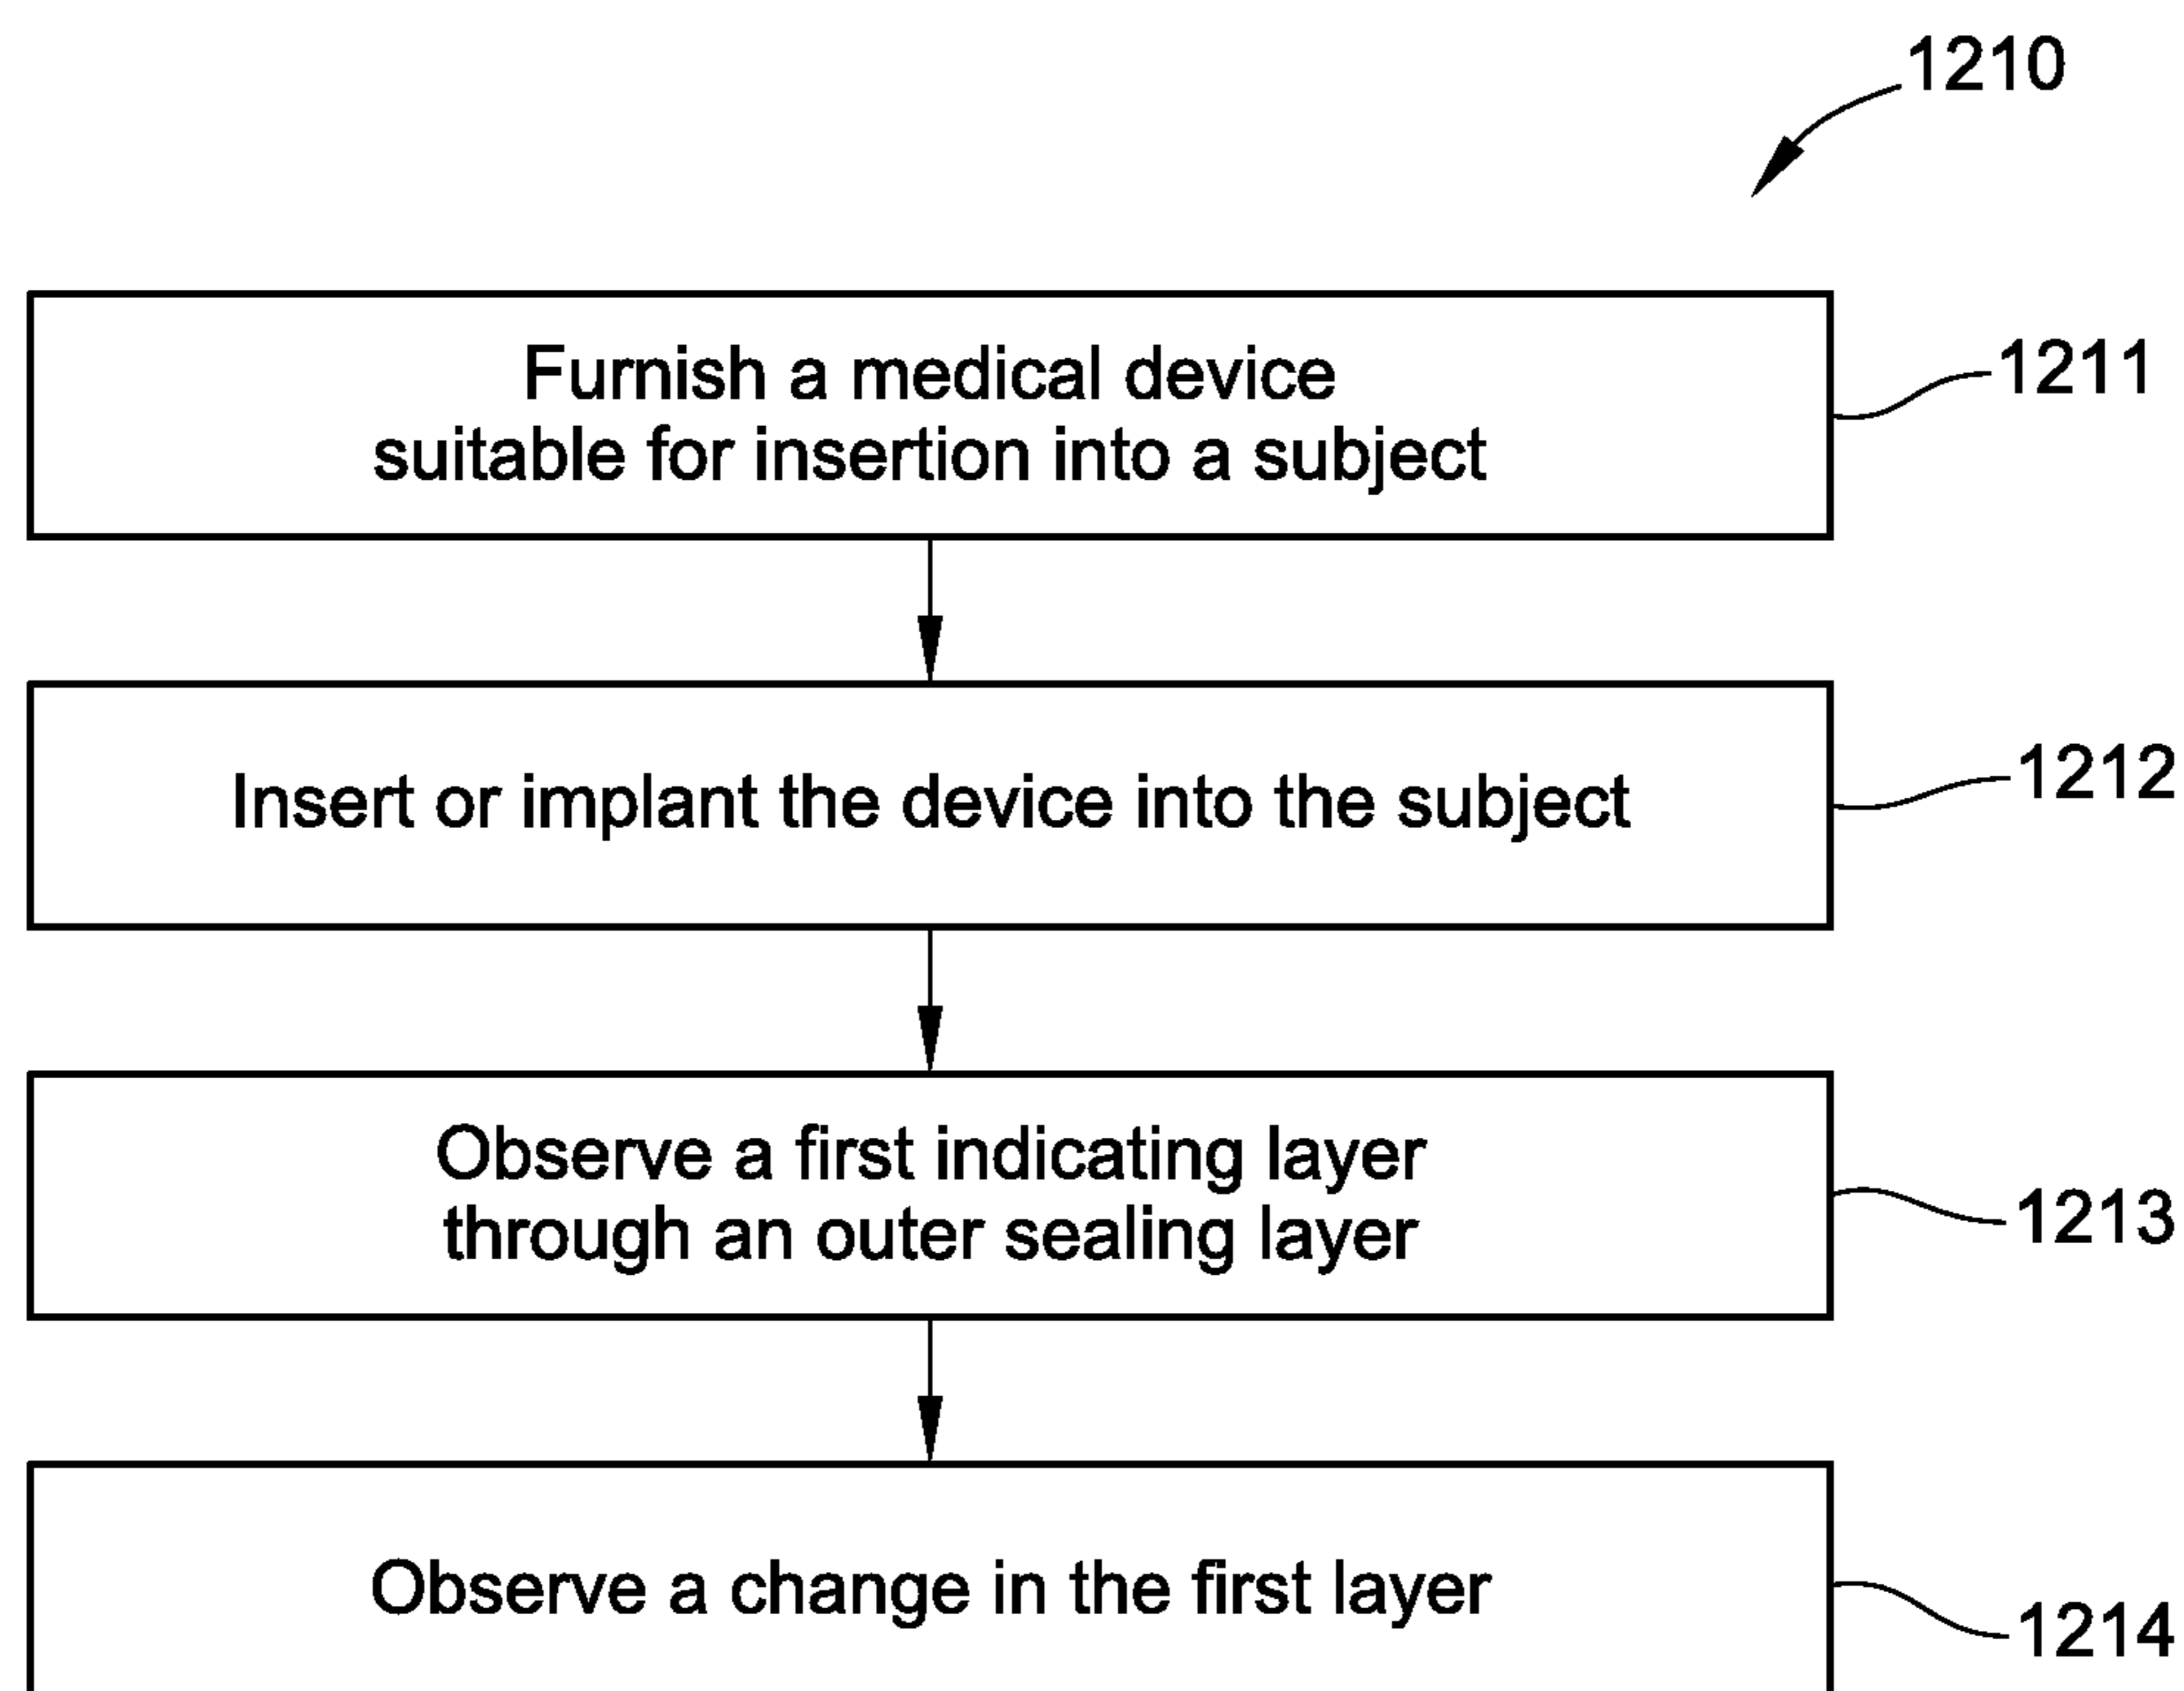 1210
Furnish a medical device
suitable for insertion into a subject
1211
Insert or implant the device into the subject
1212
Observe a first indicating layer
through an outer sealing layer
1213
Observe a change in the first layer
1214